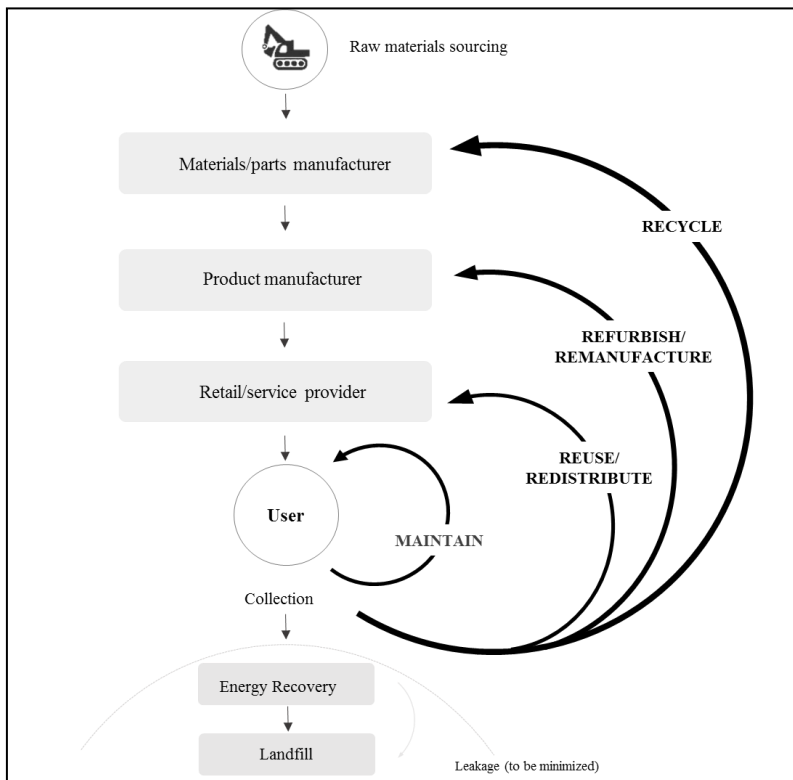 Raw materials sourcing
Materials/parts manufacturer
RECYCLE
Product manufacturer
REFURBISH/
REMANUFACTURE
Retail/service provider
REUSE/
REDISTRIBUTE
User
MAINTAIN
Collection
Energy Recovery
Landfill
Leakage (to be minimized)